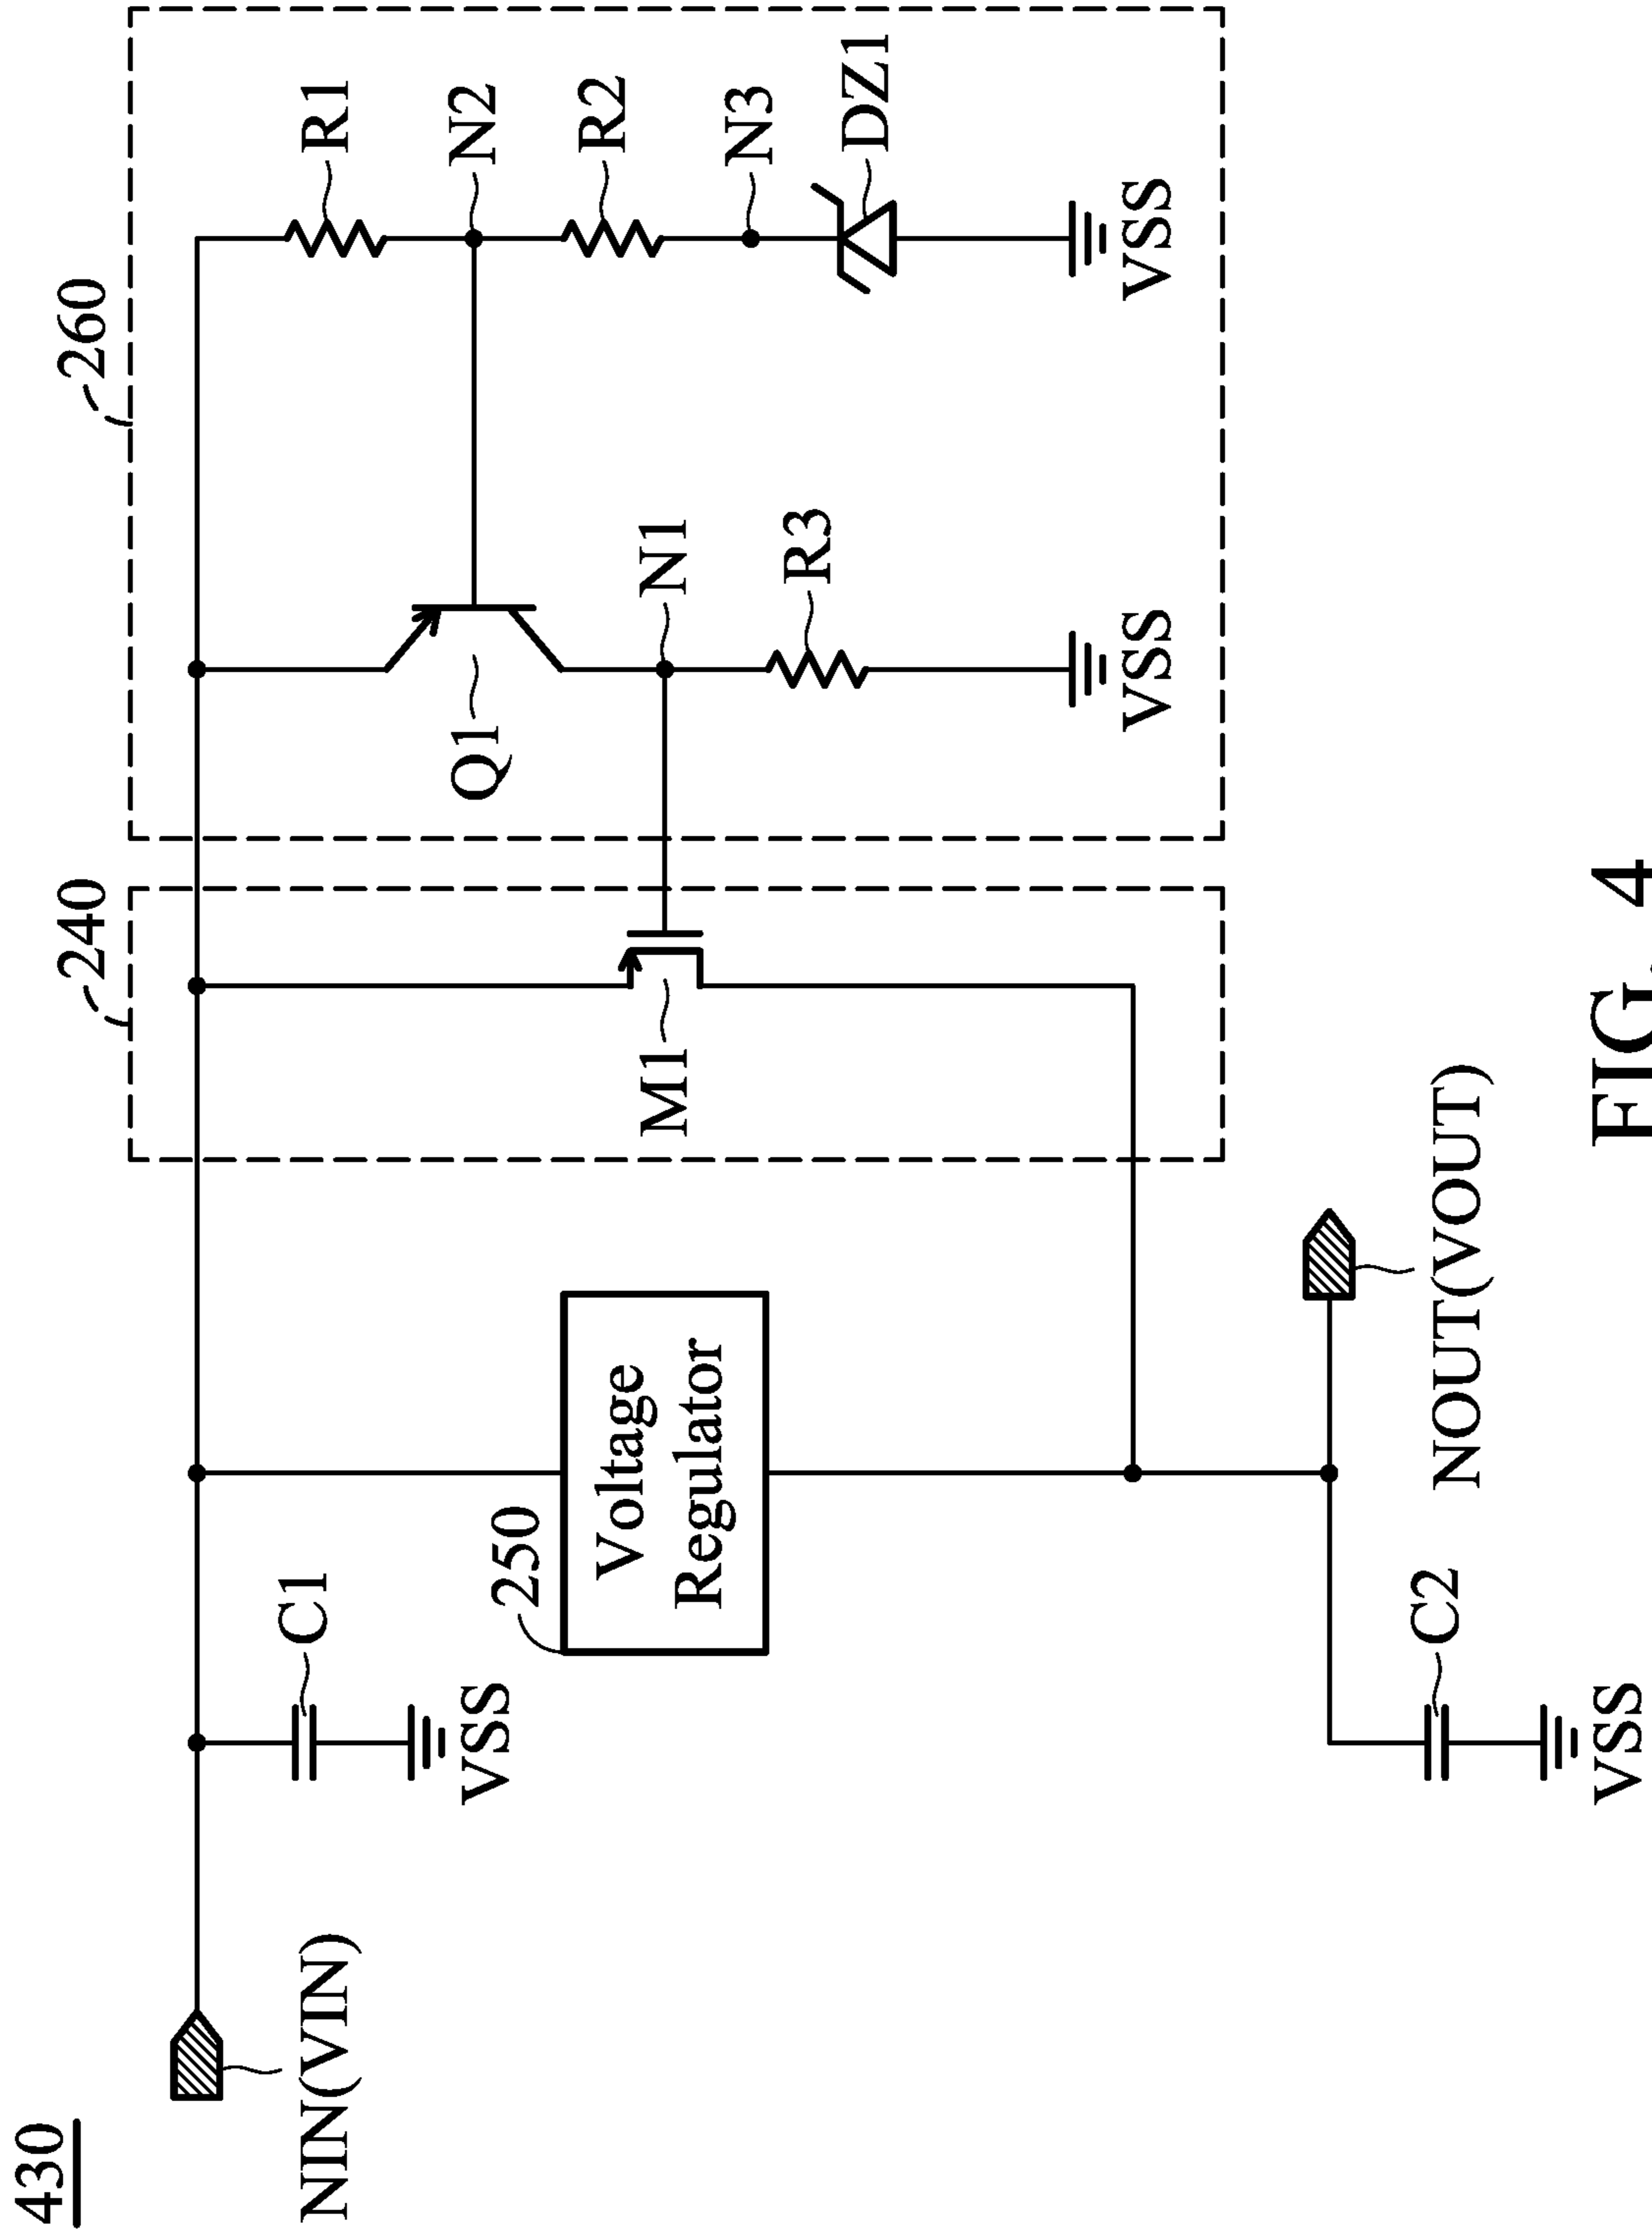 430
240
260
NIN(VIN)
C1
VSS
250
Voltage
Regulator
M1
Q1
N1
R3
VSS
R1
N2
R2
N3
DZ1
VSS
C2
VSS
NOUT(VOUT)
FIG. 4